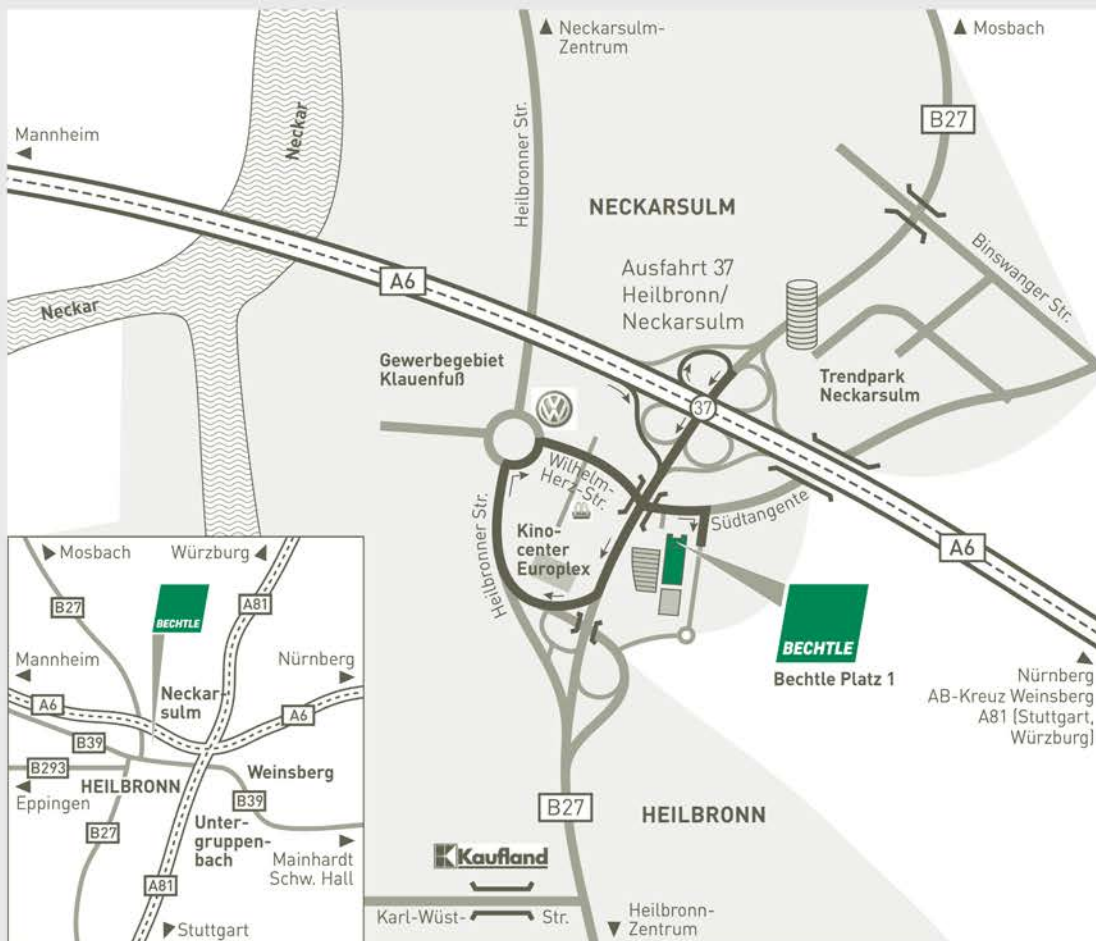 Neckarsulm-
Zentrum
Mosbach
B27
Mannheim
Neckar
Heilbronner Str.
NECKARSULM
A6
Ausfahrt 37
Heilbronn/
Neckarsulm
Binswanger Str.
Neckar
Gewerbegebiet
Klauenfuß
Trendpark
Neckarsulm
37
Wilhelm-
Herz-Str.
Südtangente
Heilbronner Str.
Kino-
center
Europlex
A6
BECHTLE
Bechtle Platz 1
Nürnberg
AB-Kreuz Weinsberg
A81 (Stuttgart,
Würzburg)
B27
HEILBRONN
Kaufland
Karl-Wüst- Str.
Heilbronn-
Zentrum
Mosbach
Würzburg
B27
A81
BECHTLE
Mannheim
Nürnberg
Neckar-
sulm
A6
A6
B39
B293
HEILBRONN
Weinsberg
Eppingen
B39
B27
Unter-
gruppen-
bach
Mainhardt
Schw. Hall
A81
Stuttgart